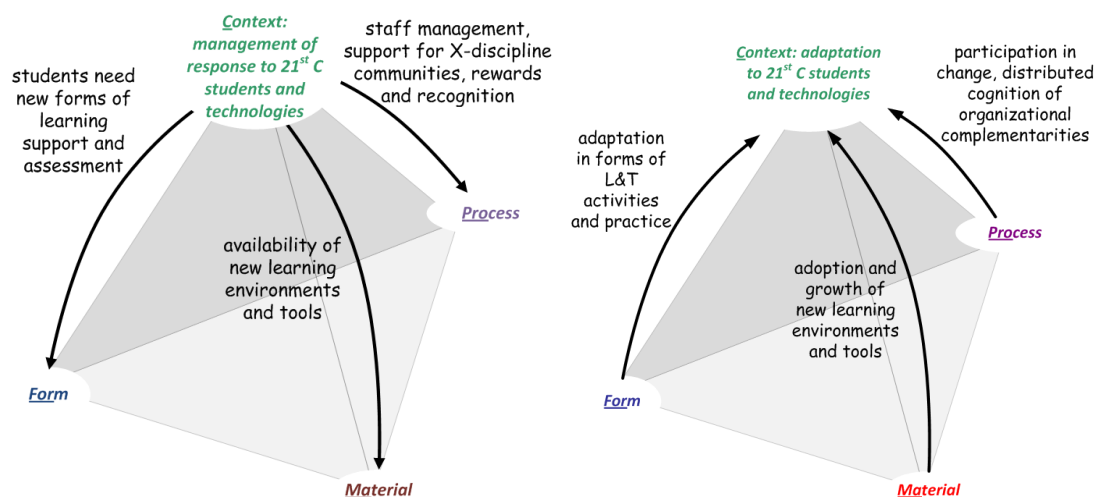 Context:
management of
response to 21st C
students and
technologies
staff management,
support for X-discipline
communities, rewards
and recognition
students need
new forms of
learning
support and
assessment
Process
availability of
new learning
environments
and tools
Form
Material
Context: adaptation
to 21st C students
and technologies
participation in
change, distributed
cognition of
organizational
complementarities
adaptation
in forms of
L&T
activities
and practice
Process
adoption and
growth of
new learning
environments
and tools
Form
Material